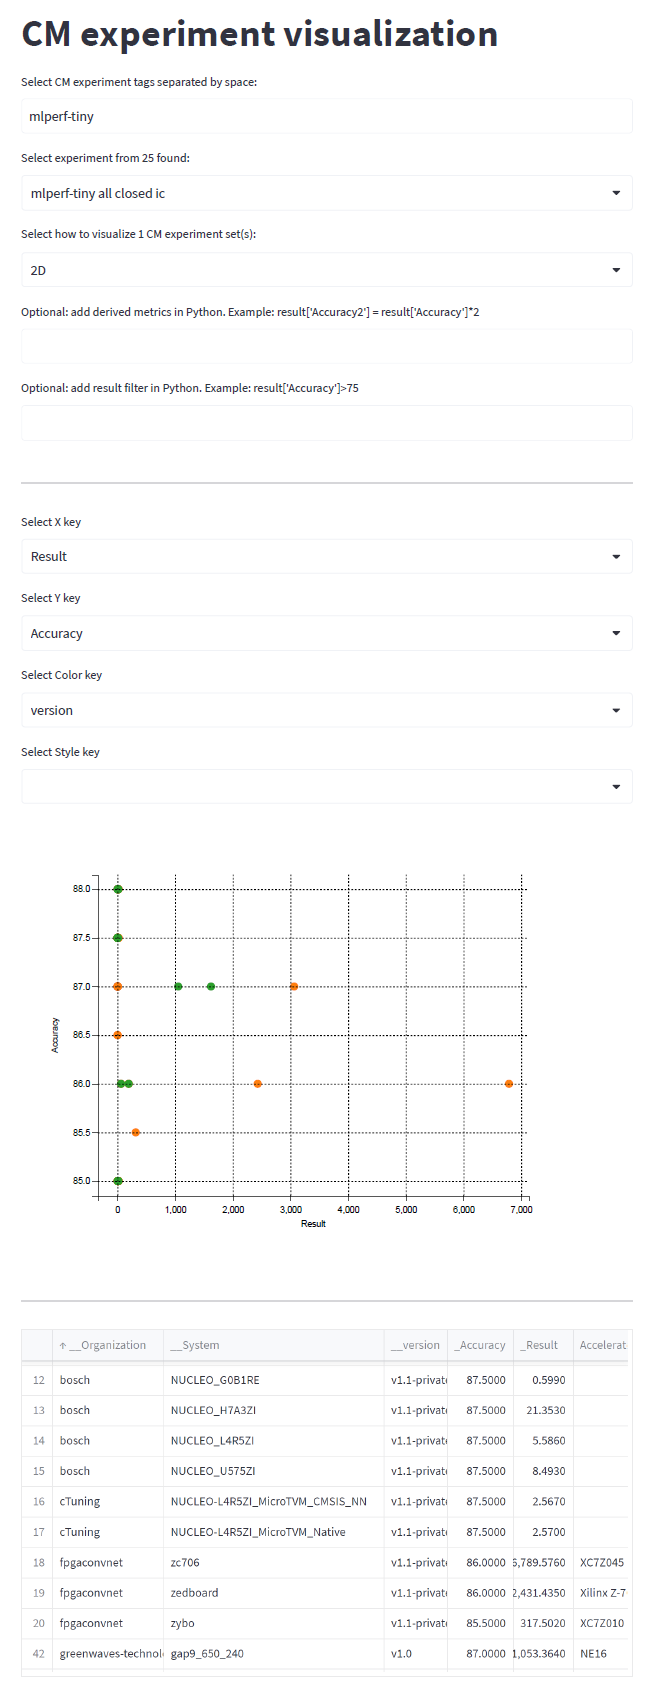 CM experiment visualization
Select CM experiment tags separated by space:
mlperf-tiny
Select experiment from 25 found:
mlperf-tiny all closed ic
Select how to visualize 1 CM experiment set(s):
2D
Optional: add derived metrics in Python. Example: result['Accuracy2'] = result['Accuracy']*2
Optional: add result filter in Python. Example: result['Accuracy']>75
Select X key
Result
Select Y key
Accuracy
Select Color key
version
Select Style key
88.0
87.5
87.0
86.5
86.0
85.5
85.0
Accuracy
0 1,000 2,000 3,000 4,000 5,000 6,000 7,000
Result
↑ __Organization __System __version _Accuracy _Result Accelerat
12 bosch NUCLEO_G0B1RE v1.1-privat 87.5000 0.5990
13 bosch NUCLEO_H7A3ZI v1.1-privat 87.5000 21.3530
14 bosch NUCLEO_L4R5ZI v1.1-privat 87.5000 5.5860
15 bosch NUCLEO_U575ZI v1.1-privat 87.5000 8.4930
16 cTuning NUCLEO-L4R5ZI_MicroTVM_CMSIS_NN v1.1-privat 87.5000 2.5670
17 cTuning NUCLEO-L4R5ZI_MicroTVM_Native v1.1-privat 87.5000 2.5700
18 fpgaconvnet zc706 v1.1-privat 86.0000 6,789.5760 XC7Z045
19 fpgaconvnet zedboard v1.1-privat 86.0000 2,431.4350 Xilinx Z-7
20 fpgaconvnet zybo v1.1-privat 85.5000 317.5020 XC7Z010
42 greenwaves-technol gap9_650_240 v1.0 87.0000 1,053.3640 NE16